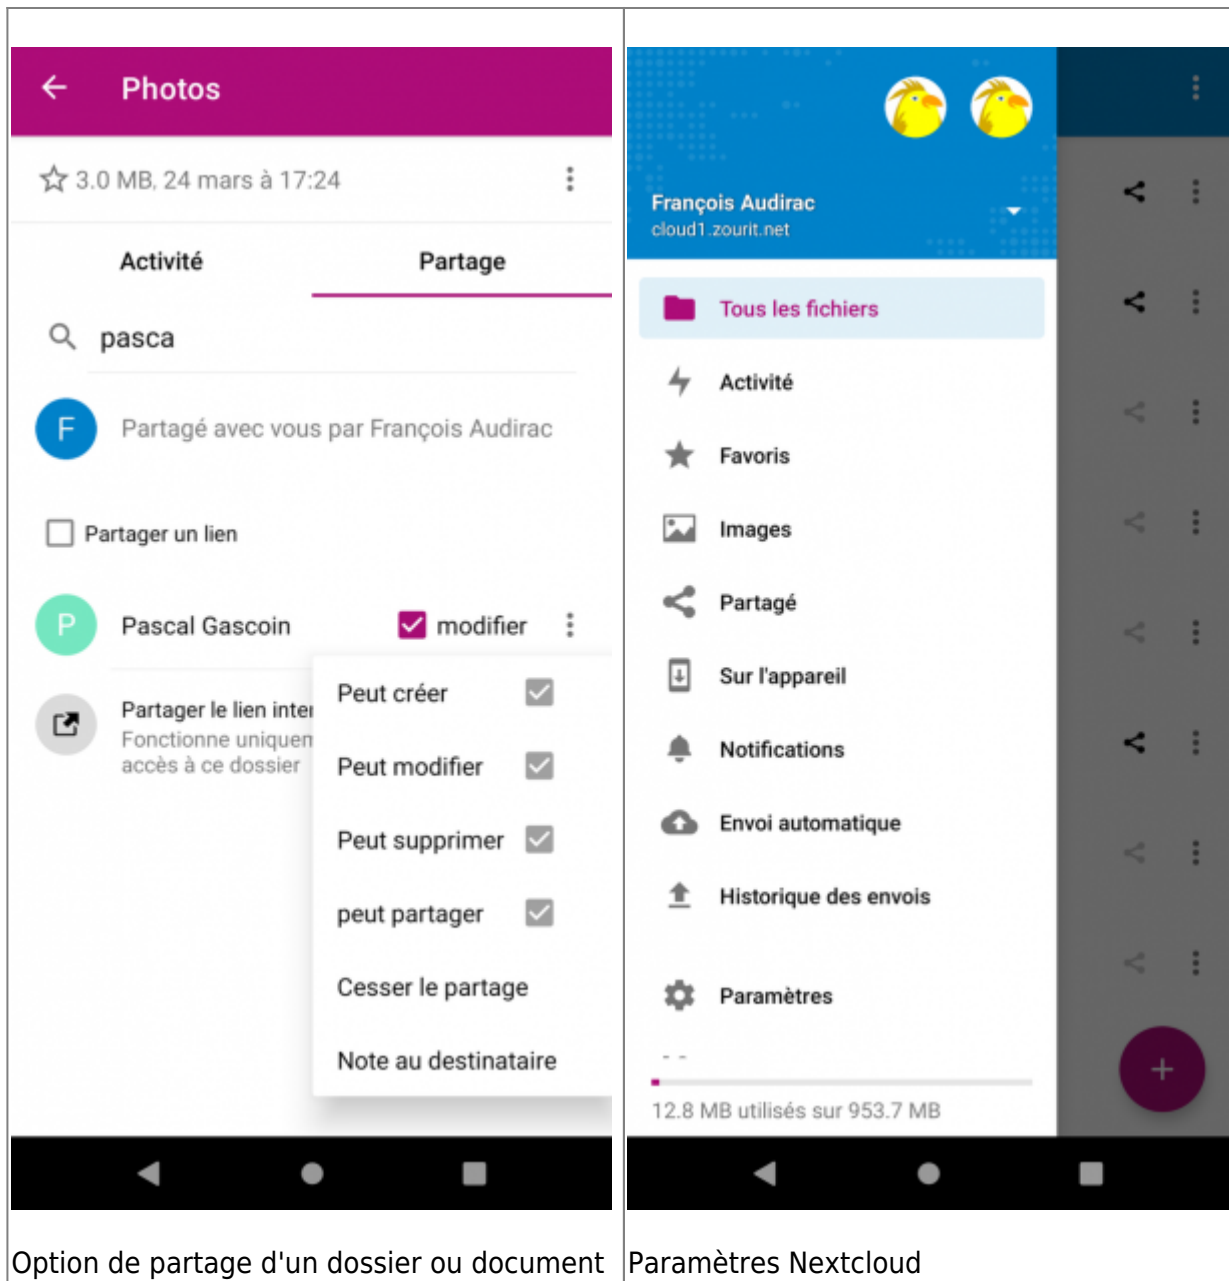 Photos
3.0 MB, 24 mars à 17:24
Activité Partage
pasca
F Partagé avec vous par François Audirac
Partager un lien
P Pascal Gascoin modifier
Partager le lien inter
Fonctionne uniquem
accès à ce dossier
Peut créer
Peut modifier
Peut supprimer
peut partager
Cesser le partage
Note au destinataire
Option de partage d'un dossier ou document
François Audirac
cloud1.zourit.net
Tous les fichiers
Activité
Favoris
Images
Partagé
Sur l'appareil
Notifications
Envoi automatique
Historique des envois
Paramètres
12.8 MB utilisés sur 953.7 MB
Paramètres Nextcloud